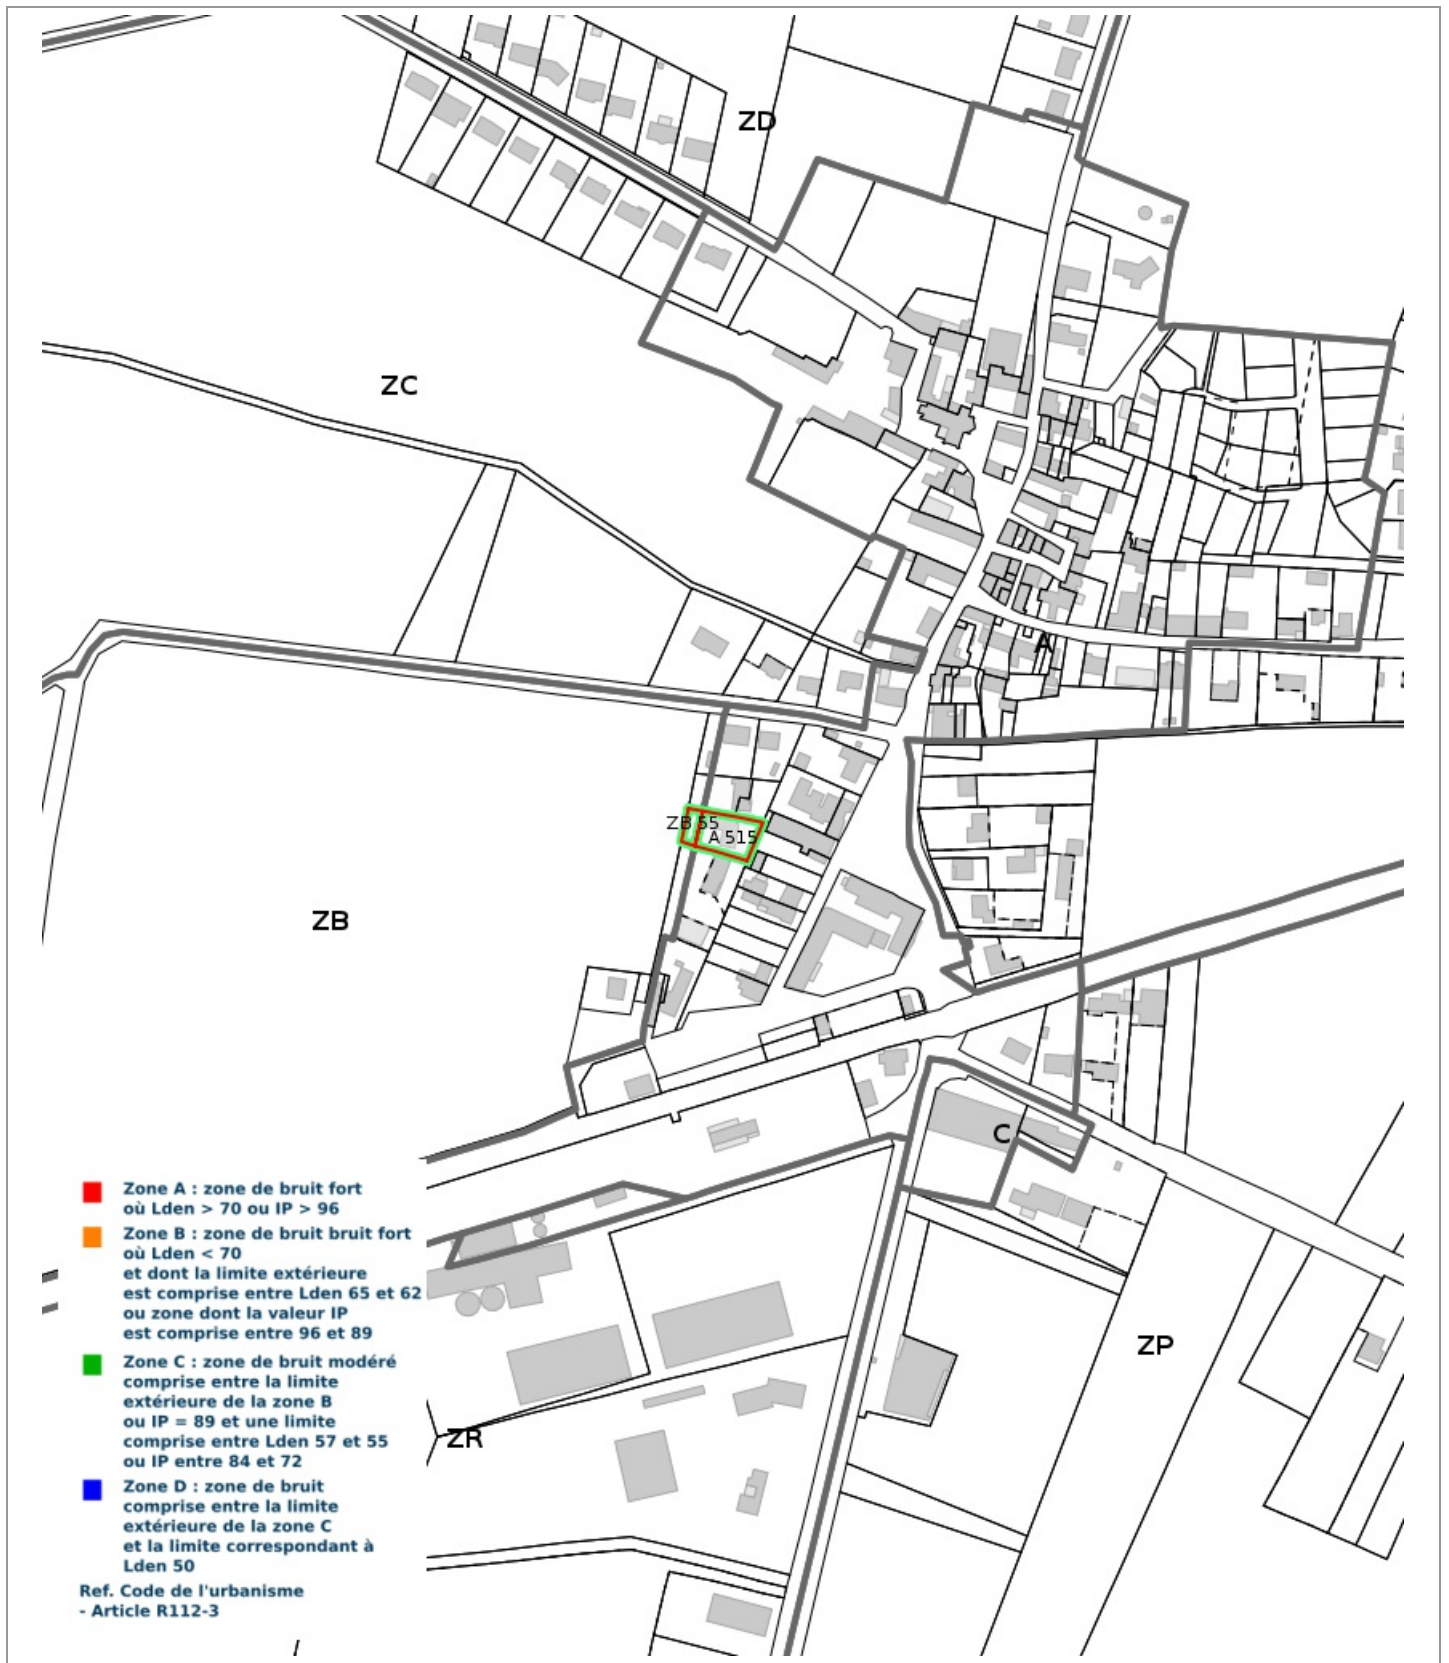 ZD
ZC
A
ZB 55
A 515
ZB
C
Zone A : zone de bruit fort
où Lden > 70 ou IP > 96
Zone B : zone de bruit bruit fort
où Lden < 70
et dont la limite extérieure
est comprise entre Lden 65 et 62
ou zone dont la valeur IP
est comprise entre 96 et 89
Zone C : zone de bruit modéré
comprise entre la limite
extérieure de la zone B
ou IP = 89 et une limite
comprise entre Lden 57 et 55
ou IP entre 84 et 72
Zone D : zone de bruit
comprise entre la limite
extérieure de la zone C
et la limite correspondant à
Lden 50
Ref. Code de l'urbanisme
- Article R112-3
ZP
ZR